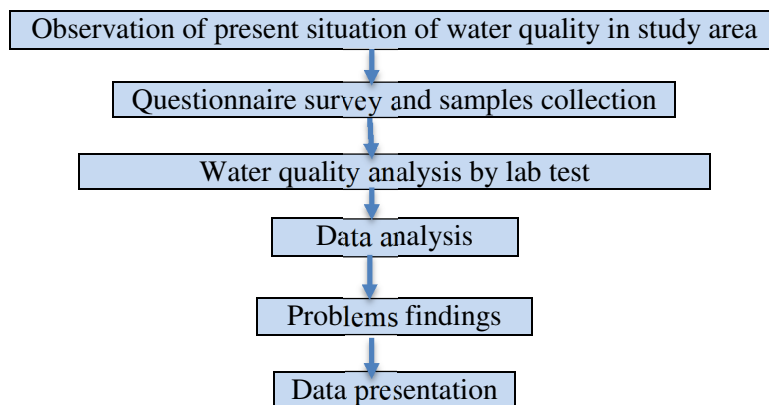 Observation of present situation of water quality in study area
Questionnaire survey and samples collection
Water quality analysis by lab test
Data analysis
Problems findings
Data presentation